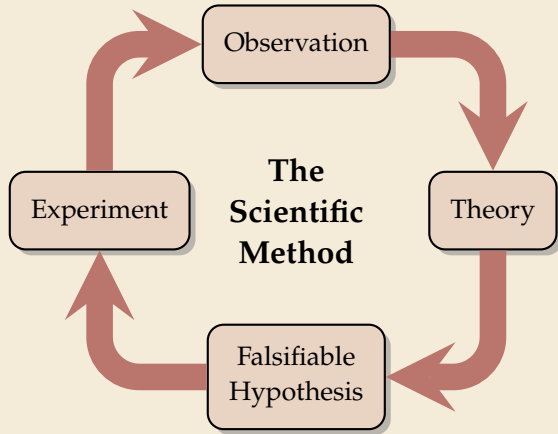 Observation
Experiment
The
Scientific
Method
Theory
Falsifiable
Hypothesis